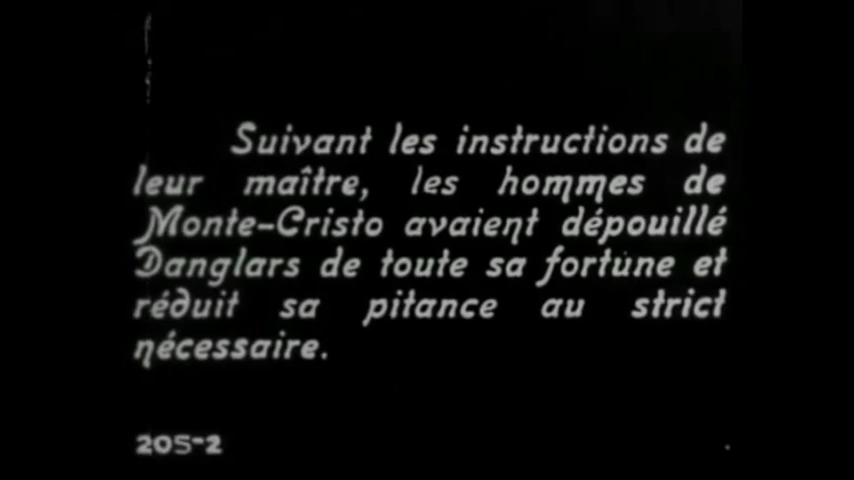 Suivant les instructions de
leur maître, les hommes de
Monte-Cristo avaient dépouillé
Danglars de toute sa fortune et
réduit sa pitance au strict
nécessaire.
205-2